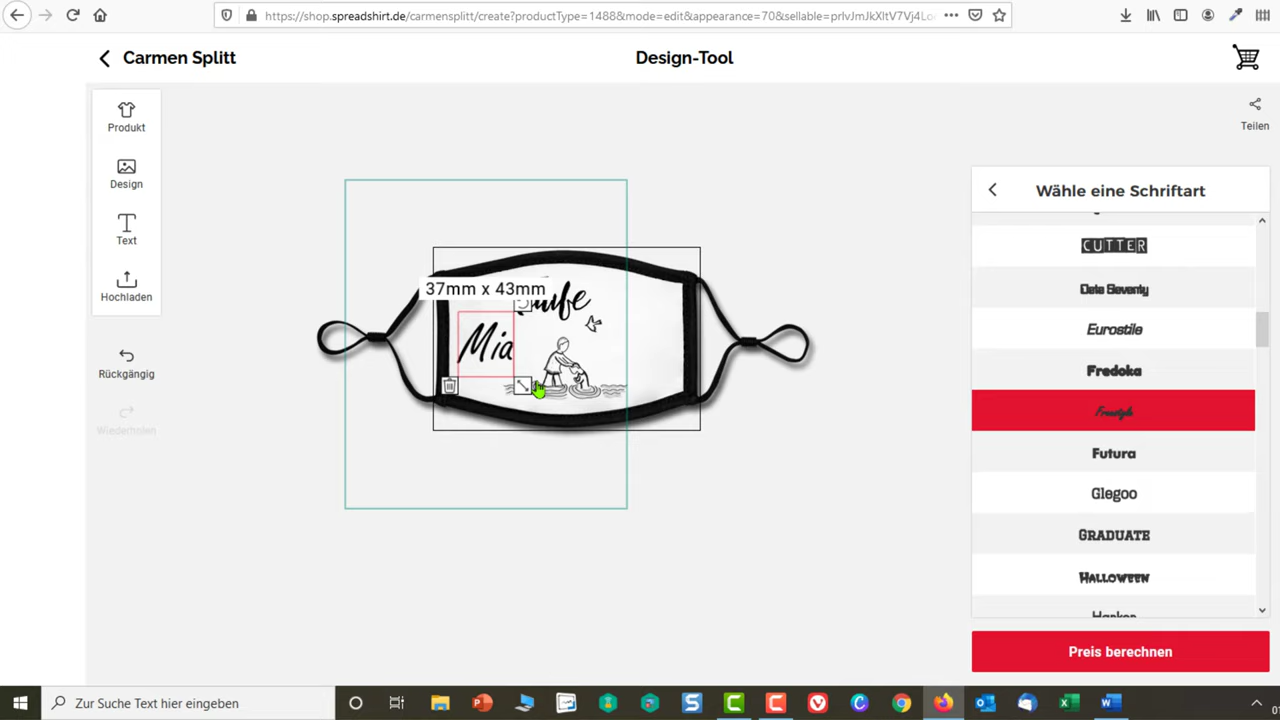 https://shop.spreadshirt.de/carmensplitt/create?productType=1488&mode=edit&appearance=70&sellable=prlvJmJkXltV7Vj4Lo
Carmen Splitt
Design-Tool
Produkt
Design
Text
Hochladen
Rückgängig
Wiederholen
Teilen
37mm x 43mm
Mia
Wähle eine Schriftart
CUTTER
Date Seventy
Eurostile
Fredoka
Freestyle
Futura
Glegoo
GRADUATE
HALLOWEEN
Preis berechnen
Zur Suche Text hier eingeben